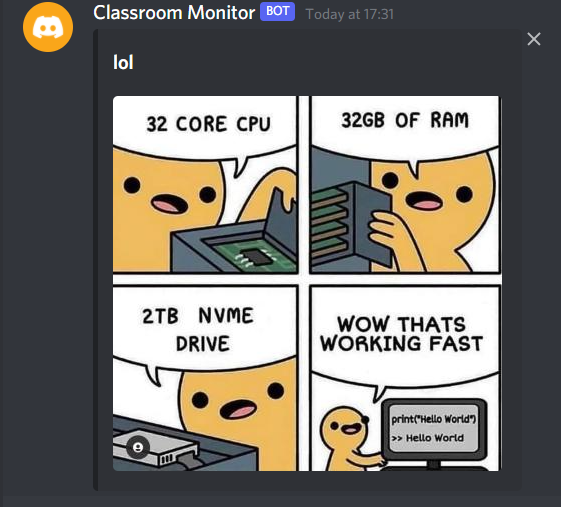 Classroom Monitor BOT Today at 17:31
lol
32 CORE CPU
32GB OF RAM
2TB NVME
DRIVE
WOW THATS
WORKING FAST
print("Hello World")
>> Hello World